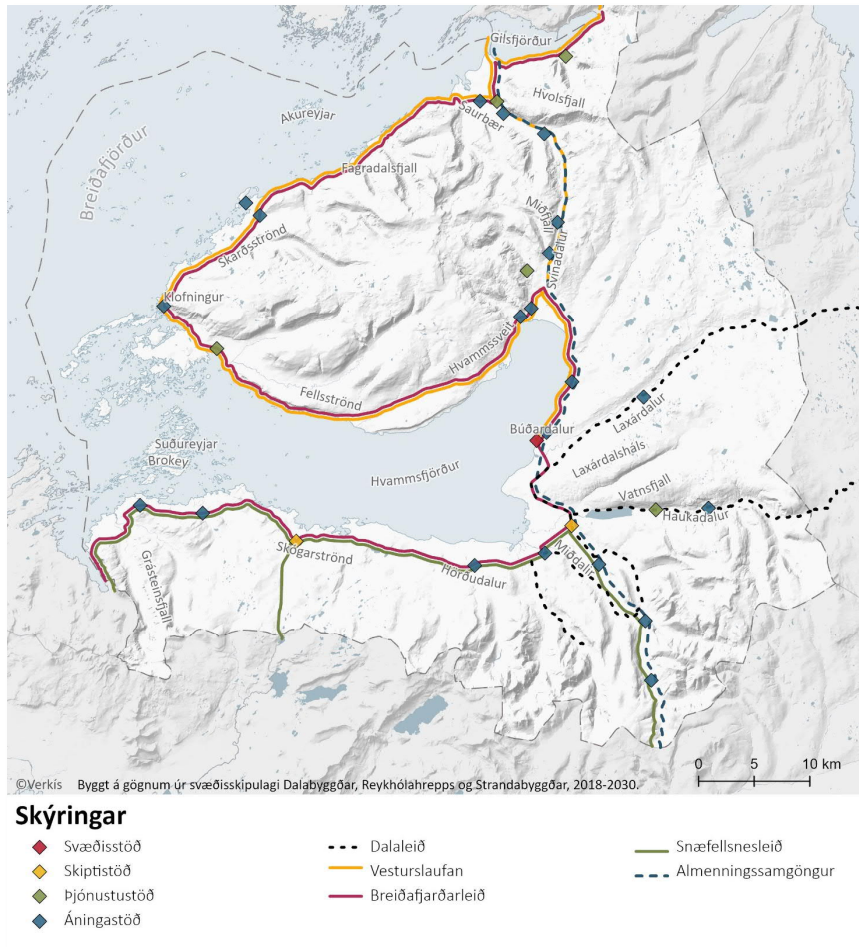 Gilsfjörður
Hvolsfjall
Saurbær
Akureyjar
Breiðafjörður
Fagradalsfjall
Skarðsströnd
Miðfjall
Svínadalur
Klofningur
Hvammssveit
Fellsströnd
Búðardalur
Laxárdalur
Suðureyjar
Brokey
Laxárdalsháls
Hvammsfjörður
Vatnsfjall
Haukadalur
Skógarströnd
Miðdalir
Grásteinsfjall
Hörðudalur
0 5 10 km
©Verkís Byggt á gögnum úr svæðisskipulagi Dalabyggðar, Reykhólahrepps og Strandabyggðar, 2018-2030.
Skýringar
Svæðisstöð
Skiptistöð
Þjónustustöð
Áningastöð
Dalaleið
Vesturslaufan
Breiðafjarðarleið
Snæfellsnesleið
Almenningssamgöngur